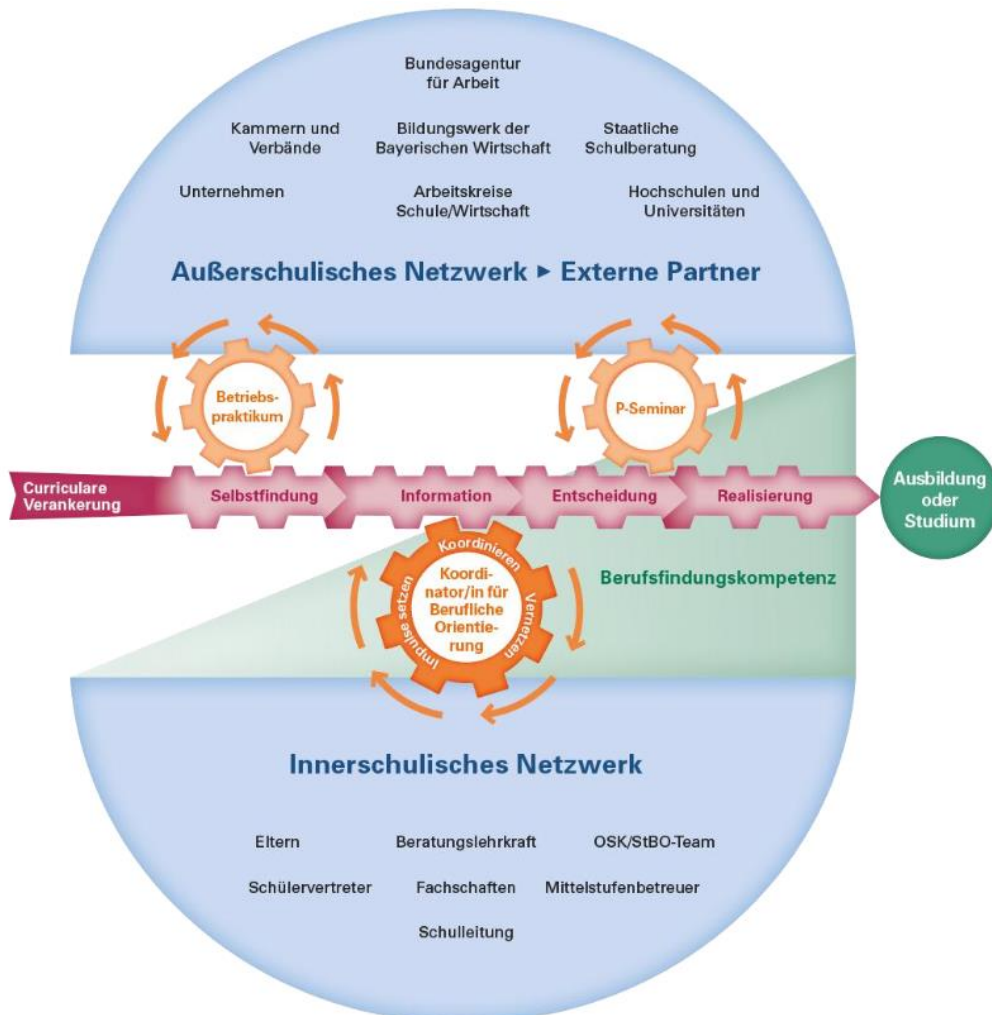 Bundesagentur
für Arbeit
Kammern und
Verbände
Bildungswerk der
Bayerischen Wirtschaft
Staatliche
Schulberatung
Unternehmen
Arbeitskreise
Schule/Wirtschaft
Hochschulen und
Universitäten
Außerschulisches Netzwerk ▸ Externe Partner
Betriebs-
praktikum
P-Seminar
Curriculare
Verankerung
Selbstfindung
Information
Entscheidung
Realisierung
Ausbildung
oder
Studium
Impulse setzen
Koordinieren
Vernetzen
Koordi-
nator/in für
Berufliche
Orientie-
rung
Berufsfindungskompetenz
Innerschulisches Netzwerk
Eltern
Beratungslehrkraft
OSK/StBO-Team
Schülervertreter
Fachschaften
Mittelstufenbetreuer
Schulleitung